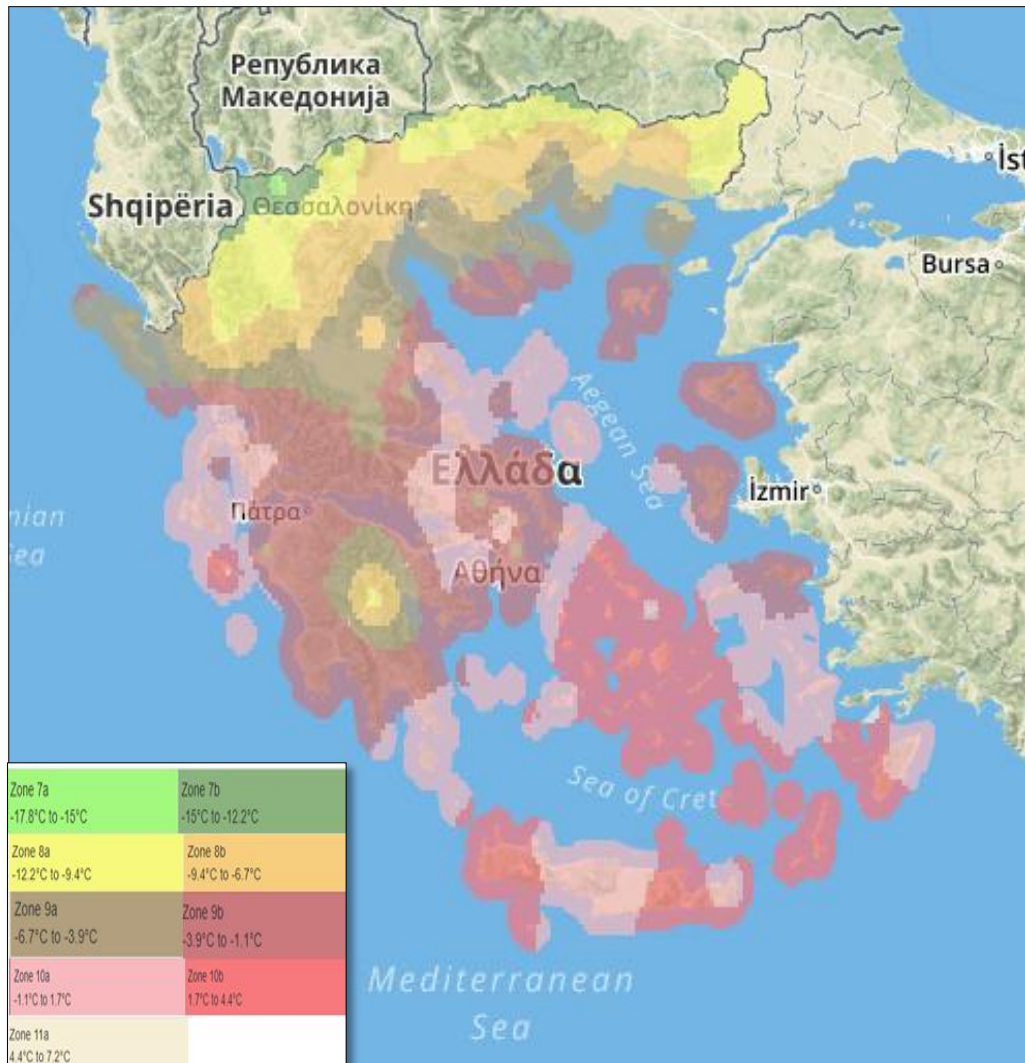 Република
Македонија
İst
Shqipëria
Θεσσαλονίκη
Bursa
Aegean
Sea
Ελλάδα
İzmir
nian
Sea
Πάτρα
Αθήνα
Sea of Cret
Mediterranean
Sea
Zone 7a
-17.8°C to -15°C
Zone 7b
-15°C to -12.2°C
Zone 8a
-12.2°C to -9.4°C
Zone 8b
-9.4°C to -6.7°C
Zone 9a
-6.7°C to -3.9°C
Zone 9b
-3.9°C to -1.1°C
Zone 10a
-1.1°C to 1.7°C
Zone 10b
1.7°C to 4.4°C
Zone 11a
4.4°C to 7.2°C